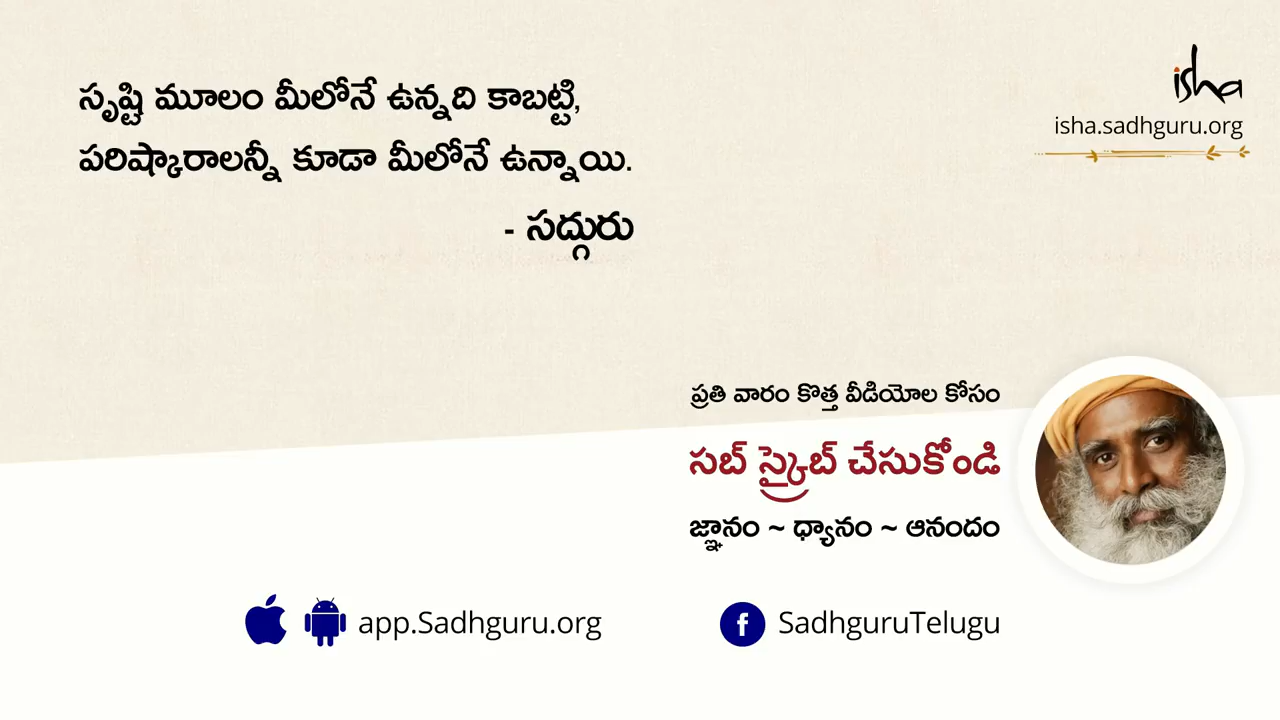 సృష్టి మూలం మీలోనే ఉన్నది కాబట్టి,
పరిష్కారాలన్నీ కూడా మీలోనే ఉన్నాయి.
- సద్గురు
isha
isha.sadhguru.org
ప్రతి వారం కొత్త వీడియోల కోసం
సబ్ స్క్రైబ్ చేసుకోండి
జ్ఞానం ~ ధ్యానం ~ ఆనందం
app.Sadhguru.org
f SadhguruTelugu